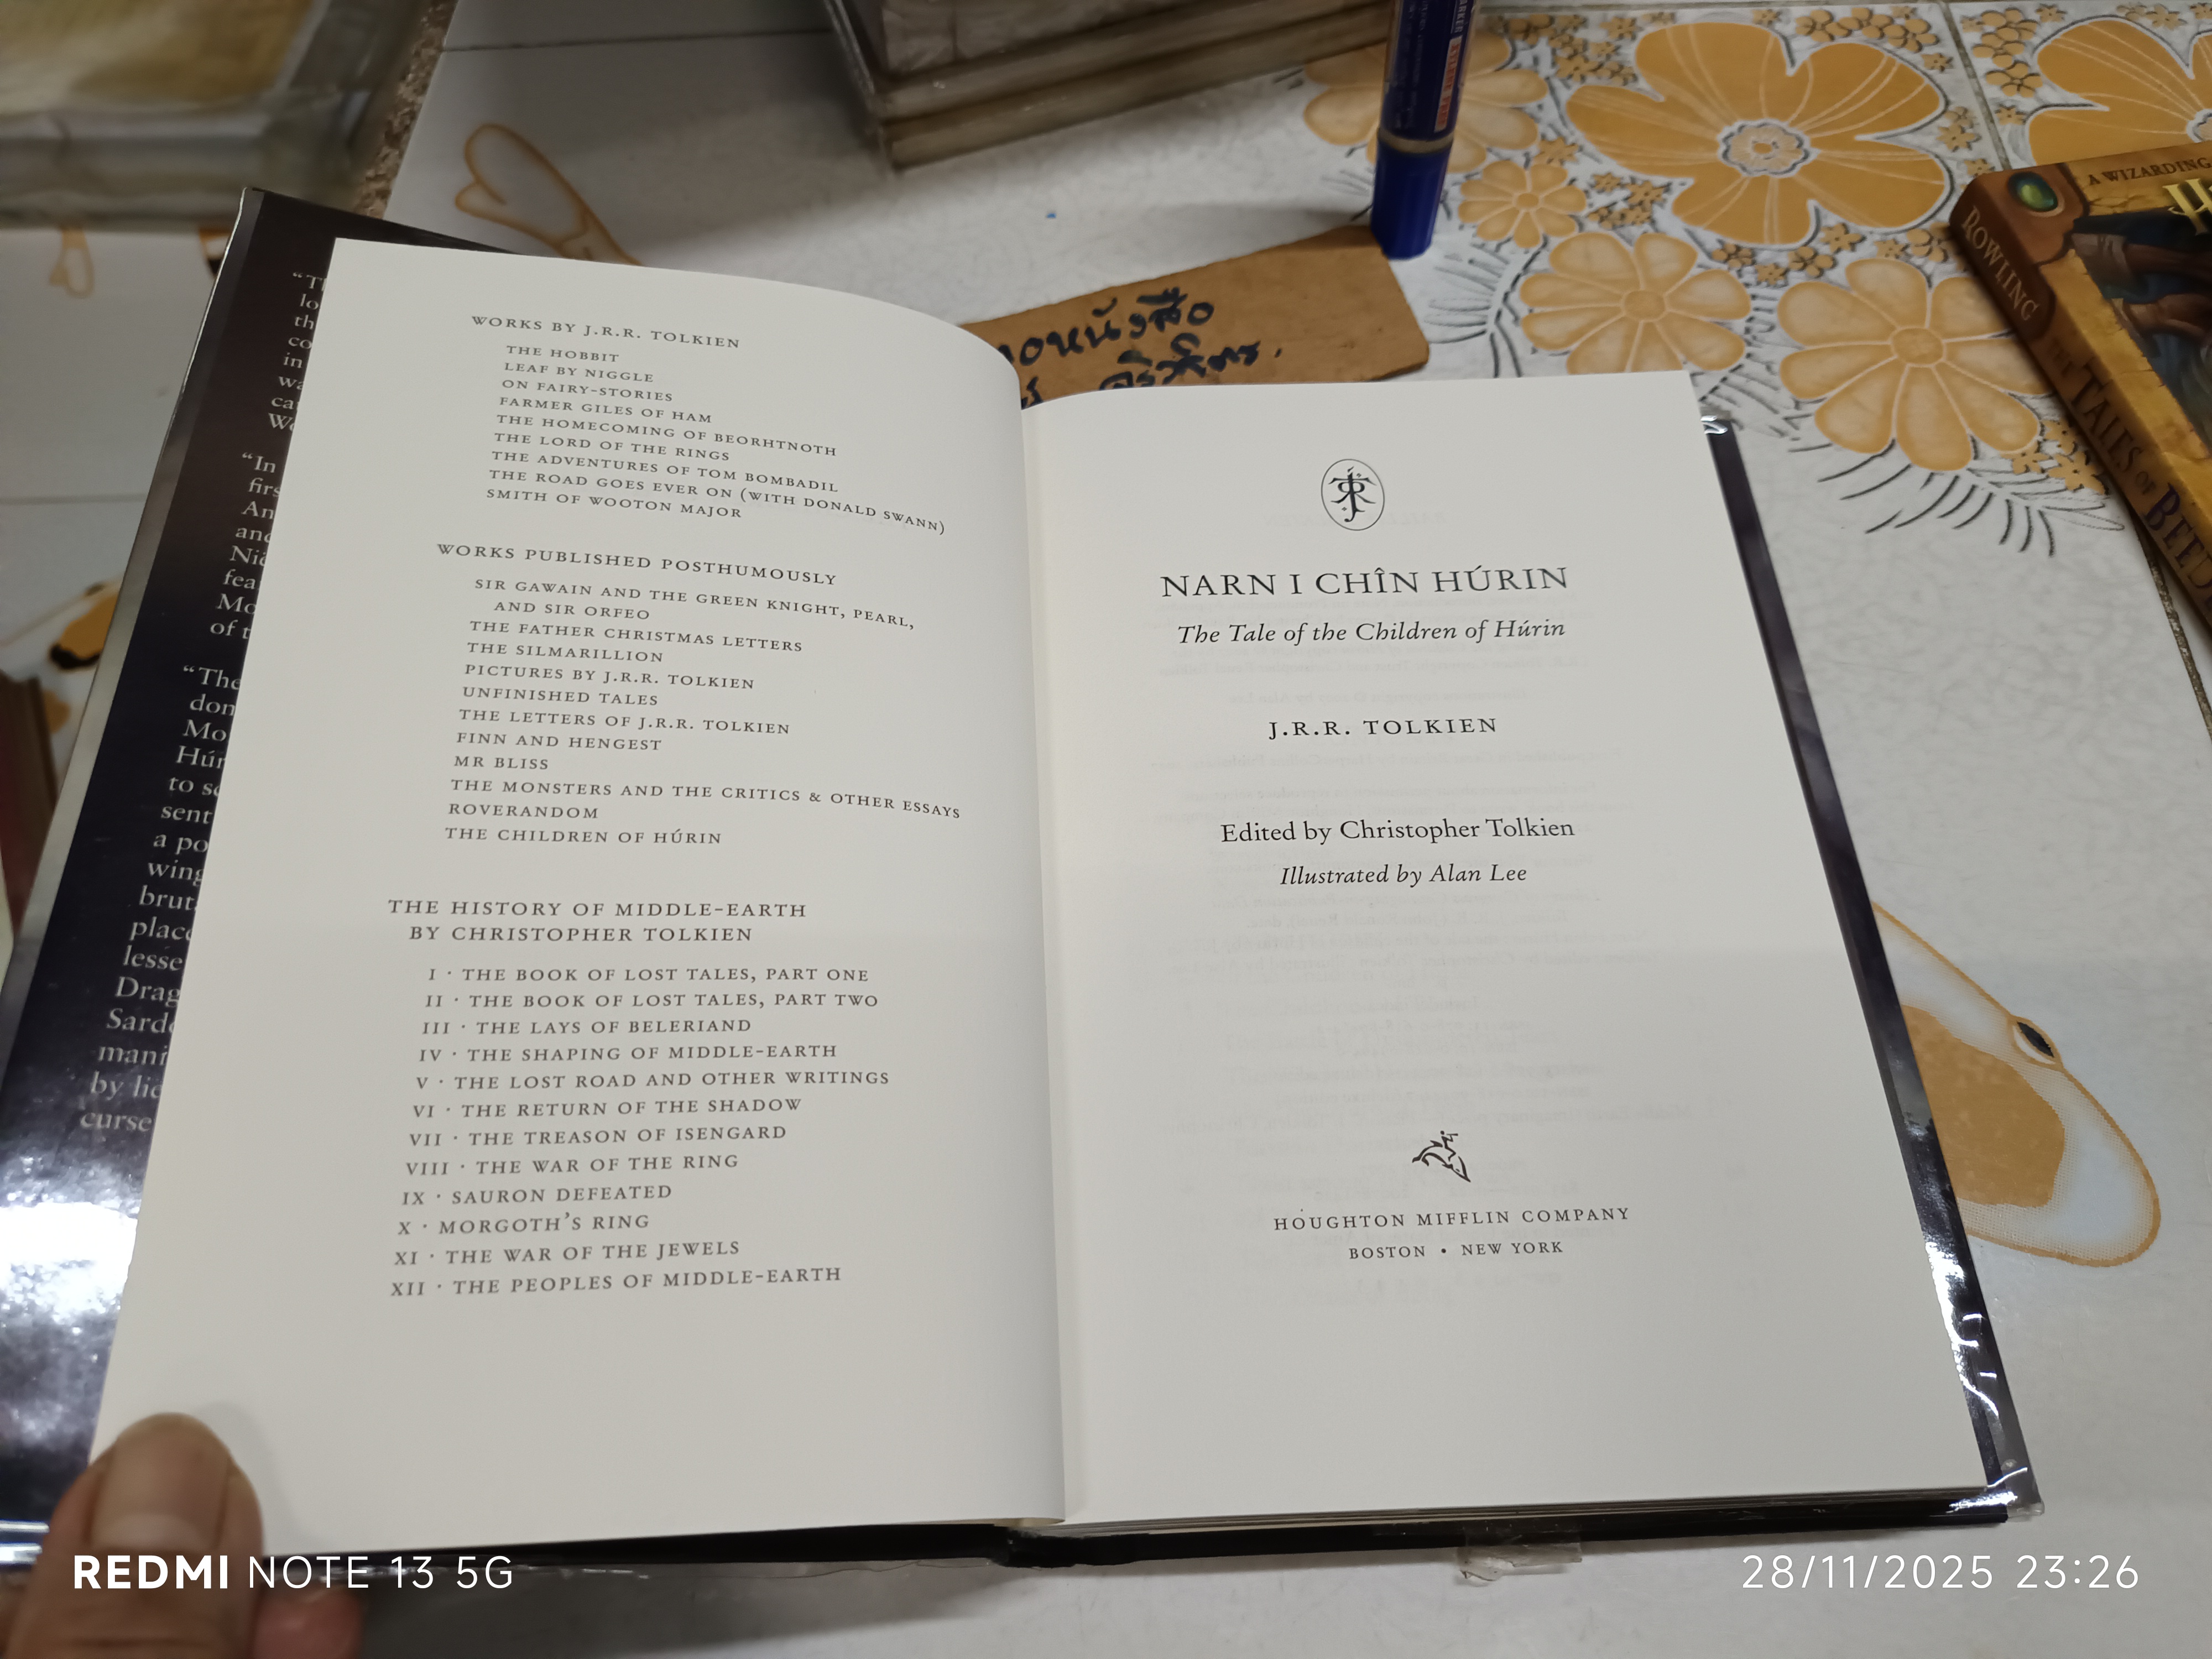 WORKS BY J.R.R. TOLKIEN
THE HOBBIT
LEAF BY NIGGLE
ON FAIRY-STORIES
FARMER GILES OF HAM
THE HOMECOMING OF BEORHTNOTH
THE LORD OF THE RINGS
THE ADVENTURES OF TOM BOMBADIL
THE ROAD GOES EVER ON (WITH DONALD SWANN)
SMITH OF WOOTON MAJOR
WORKS PUBLISHED POSTHUMOUSLY
SIR GAWAIN AND THE GREEN KNIGHT, PEARL,
AND SIR ORFEO
THE FATHER CHRISTMAS LETTERS
THE SILMARILLION
PICTURES BY J.R.R. TOLKIEN
UNFINISHED TALES
THE LETTERS OF J.R.R. TOLKIEN
FINN AND HENGEST
MR BLISS
THE MONSTERS AND THE CRITICS & OTHER ESSAYS
ROVERANDOM
THE CHILDREN OF HÚRIN
THE HISTORY OF MIDDLE-EARTH
BY CHRISTOPHER TOLKIEN
I · THE BOOK OF LOST TALES, PART ONE
II · THE BOOK OF LOST TALES, PART TWO
III · THE LAYS OF BELERIAND
IV · THE SHAPING OF MIDDLE-EARTH
V · THE LOST ROAD AND OTHER WRITINGS
VI · THE RETURN OF THE SHADOW
VII · THE TREASON OF ISENGARD
VIII · THE WAR OF THE RING
IX · SAURON DEFEATED
X · MORGOTH'S RING
XI · THE WAR OF THE JEWELS
XII · THE PEOPLES OF MIDDLE-EARTH
NARN I CHÎN HÚRIN
The Tale of the Children of Húrin
J.R.R. TOLKIEN
Edited by Christopher Tolkien
Illustrated by Alan Lee
HOUGHTON MIFFLIN COMPANY
BOSTON • NEW YORK
A WIZARDING
ROWLING
THE TALES OF
REDMI NOTE 13 5G
28/11/2025 23:26